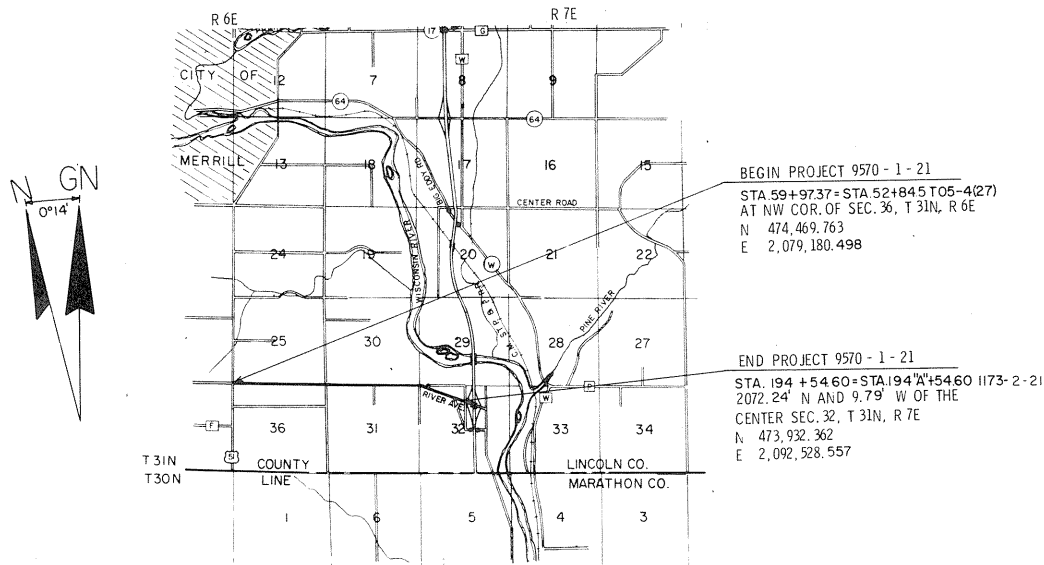 R 6E
R 7E
17
G
W
CITY OF
12
7
8
9
64
64
MERRILL
13
18
BIG EDDY RD.
17
16
15
N GN
0°14'
BEGIN PROJECT 9570 - 1 - 21
STA.59+97.37 = STA.52+84.5 T05-4(27)
AT NW COR. OF SEC. 36, T 31N, R 6E
N 474,469.763
E 2,079,180.498
CENTER ROAD
24
19
WISCONSIN RIVER
20
W
21
22
C.M. ST.P. & P. R.R.
PINE RIVER
25
30
29
28
27
END PROJECT 9570 - 1 - 21
STA. 194 + 54.60 = STA.194"A"+54.60 1173-2-21
2072.24' N AND 9.79' W OF THE
CENTER SEC. 32, T 31N, R 7E
N 473,932.362
E 2,092,528.557
RIVER AVE.
W
P
F
36
31
32
33
34
51
T 31N
COUNTY
LINCOLN CO.
T30N
LINE
MARATHON CO.
1
6
5
4
3